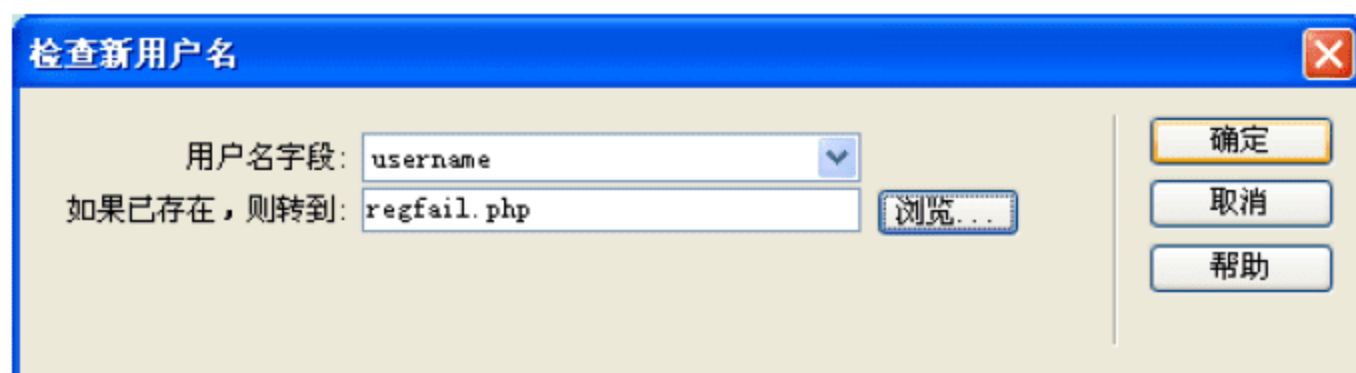 检查新用户名
用户名字段: username
如果已存在，则转到: regfail.php 浏览...
确定
取消
帮助